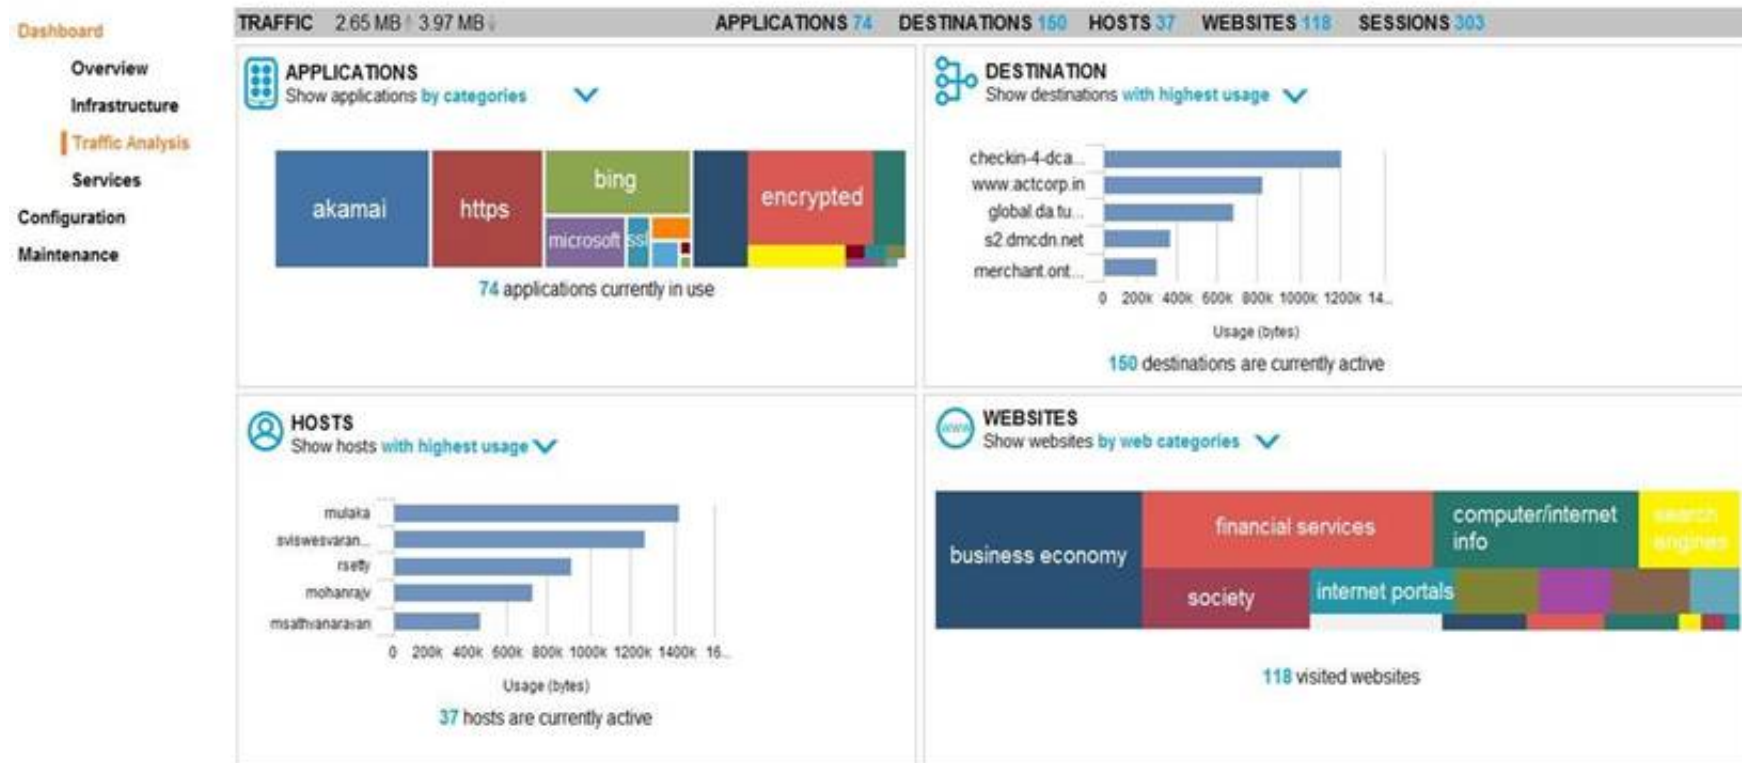 Dashboard
Overview
Infrastructure
Traffic Analysis
Services
Configuration
Maintenance
TRAFFIC 2.65 MB 3.97 MB APPLICATIONS 74 DESTINATIONS 150 HOSTS 37 WEBSITES 118 SESSIONS 303
APPLICATIONS
Show applications by categories
akamai
https
bing
microsoft
ssl
encrypted
74 applications currently in use
DESTINATION
Show destinations with highest usage
checkin-4-dca...
www.actcorp.in
global.da.tu...
s2.dmcdn.net
merchant.ont...
0 200k 400k 600k 800k 1000k 1200k 14...
Usage (bytes)
150 destinations are currently active
HOSTS
Show hosts with highest usage
mulaka
sviswesvaran...
rsetty
mohanrajv
msathyanarayan
0 200k 400k 600k 800k 1000k 1200k 1400k 16...
Usage (bytes)
37 hosts are currently active
www
WEBSITES
Show websites by web categories
business economy
financial services
computer/internet
info
search
engines
society
internet portals
118 visited websites